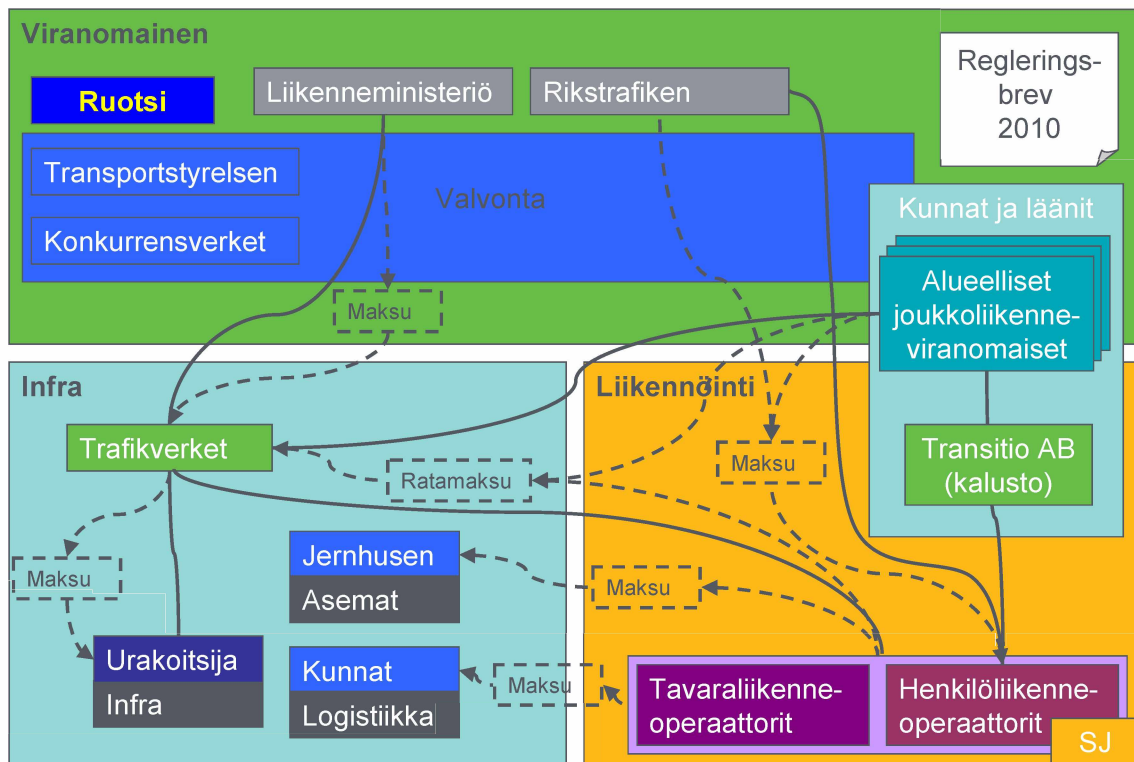 Viranomainen
Ruotsi
Liikenneministeriö
Rikstrafiken
Reglerings-
brev
2010
Transportstyrelsen
Valvonta
Konkurrensverket
Kunnat ja läänit
Alueelliset
joukkoliikenne-
viranomaiset
Maksu
Infra
Liikennöinti
Trafikverket
Ratamaksu
Maksu
Transitio AB
(kalusto)
Jernhusen
Asemat
Maksu
Maksu
Urakoitsija
Infra
Kunnat
Logistiikka
Maksu
Tavaraliikenne-
operaattorit
Henkilöliikenne-
operaattorit
SJ